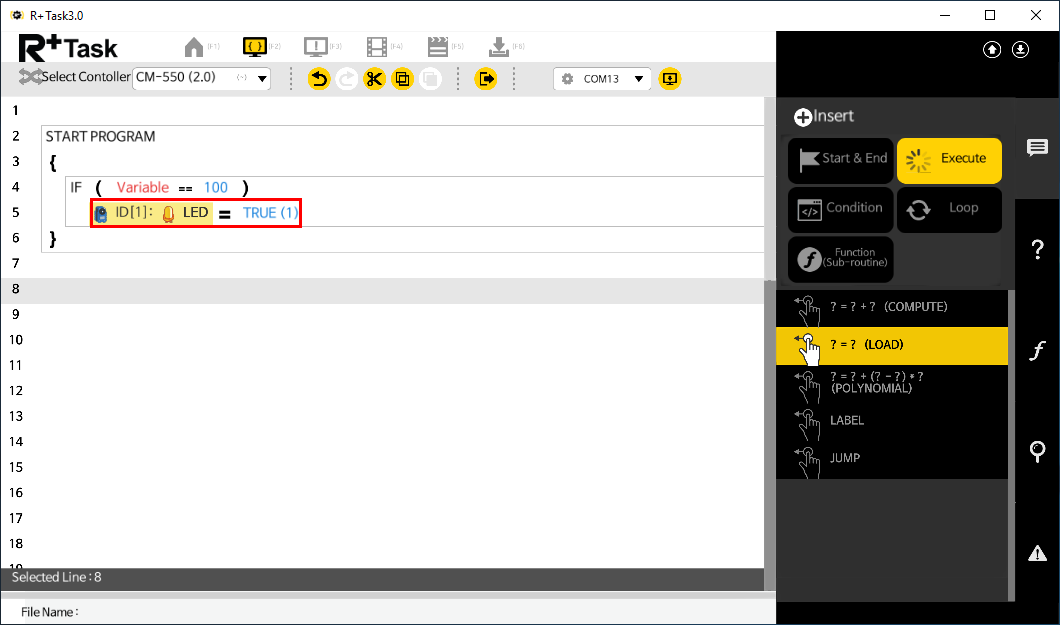 R+Task3.0
R+Task
(F1)
(F2)
(F3)
(F4)
(F5)
(F6)
Select Contoller
CM-550 (2.0)
COM13
1
2 START PROGRAM
3 {
4 IF ( Variable == 100 )
5 ID[1]: LED = TRUE (1)
6 }
7
8
9
10
11
12
13
14
15
16
17
18
19
Selected Line : 8
File Name :
Insert
Start & End
Execute
Condition
Loop
Function
(Sub-routine)
? = ? + ? (COMPUTE)
? = ? (LOAD)
? = ? + (? - ?) * ?
(POLYNOMIAL)
LABEL
JUMP